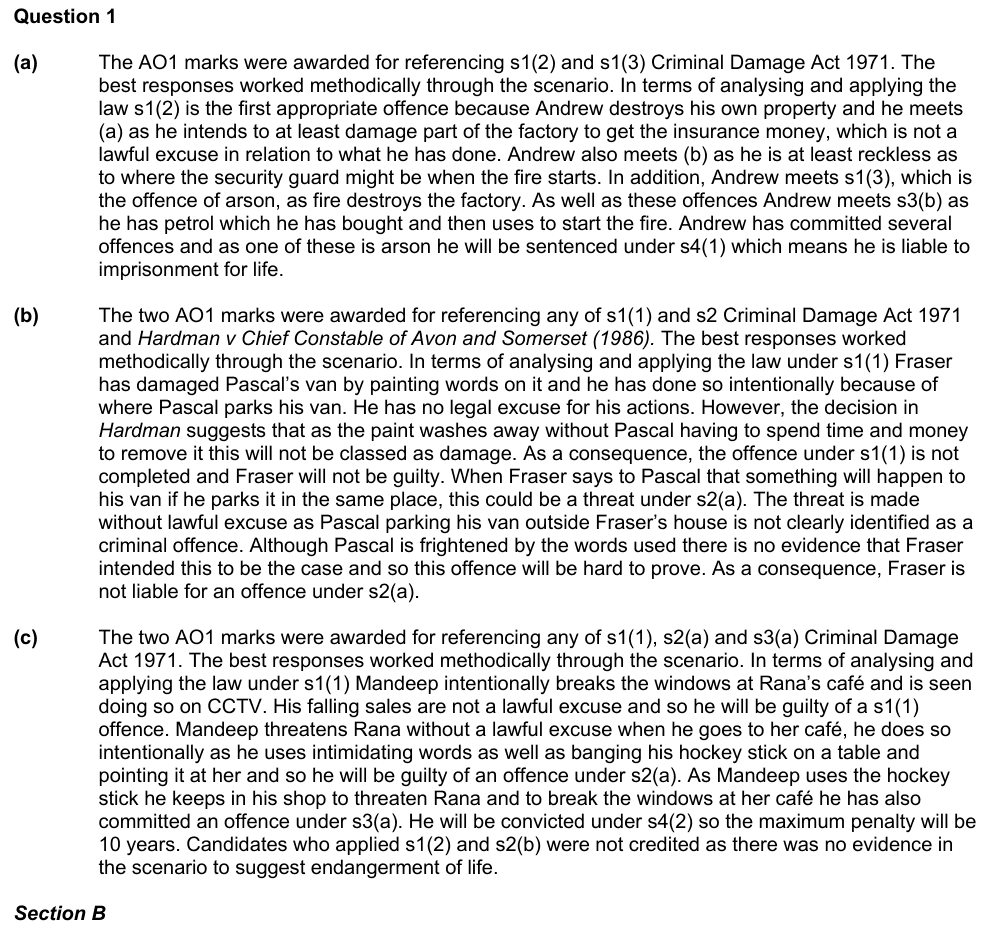 Question 1
(a) The AO1 marks were awarded for referencing s1(2) and s1(3) Criminal Damage Act 1971. The
best responses worked methodically through the scenario. In terms of analysing and applying the
law s1(2) is the first appropriate offence because Andrew destroys his own property and he meets
(a) as he intends to at least damage part of the factory to get the insurance money, which is not a
lawful excuse in relation to what he has done. Andrew also meets (b) as he is at least reckless as
to where the security guard might be when the fire starts. In addition, Andrew meets s1(3), which is
the offence of arson, as fire destroys the factory. As well as these offences Andrew meets s3(b) as
he has petrol which he has bought and then uses to start the fire. Andrew has committed several
offences and as one of these is arson he will be sentenced under s4(1) which means he is liable to
imprisonment for life.
(b) The two AO1 marks were awarded for referencing any of s1(1) and s2 Criminal Damage Act 1971
and Hardman v Chief Constable of Avon and Somerset (1986). The best responses worked
methodically through the scenario. In terms of analysing and applying the law under s1(1) Fraser
has damaged Pascal's van by painting words on it and he has done so intentionally because of
where Pascal parks his van. He has no legal excuse for his actions. However, the decision in
Hardman suggests that as the paint washes away without Pascal having to spend time and money
to remove it this will not be classed as damage. As a consequence, the offence under s1(1) is not
completed and Fraser will not be guilty. When Fraser says to Pascal that something will happen to
his van if he parks it in the same place, this could be a threat under s2(a). The threat is made
without lawful excuse as Pascal parking his van outside Fraser's house is not clearly identified as a
criminal offence. Although Pascal is frightened by the words used there is no evidence that Fraser
intended this to be the case and so this offence will be hard to prove. As a consequence, Fraser is
not liable for an offence under s2(a).
(c) The two AO1 marks were awarded for referencing any of s1(1), s2(a) and s3(a) Criminal Damage
Act 1971. The best responses worked methodically through the scenario. In terms of analysing and
applying the law under s1(1) Mandeep intentionally breaks the windows at Rana's café and is seen
doing so on CCTV. His falling sales are not a lawful excuse and so he will be guilty of a s1(1)
offence. Mandeep threatens Rana without a lawful excuse when he goes to her café, he does so
intentionally as he uses intimidating words as well as banging his hockey stick on a table and
pointing it at her and so he will be guilty of an offence under s2(a). As Mandeep uses the hockey
stick he keeps in his shop to threaten Rana and to break the windows at her café he has also
committed an offence under s3(a). He will be convicted under s4(2) so the maximum penalty will be
10 years. Candidates who applied s1(2) and s2(b) were not credited as there was no evidence in
the scenario to suggest endangerment of life.
Section B